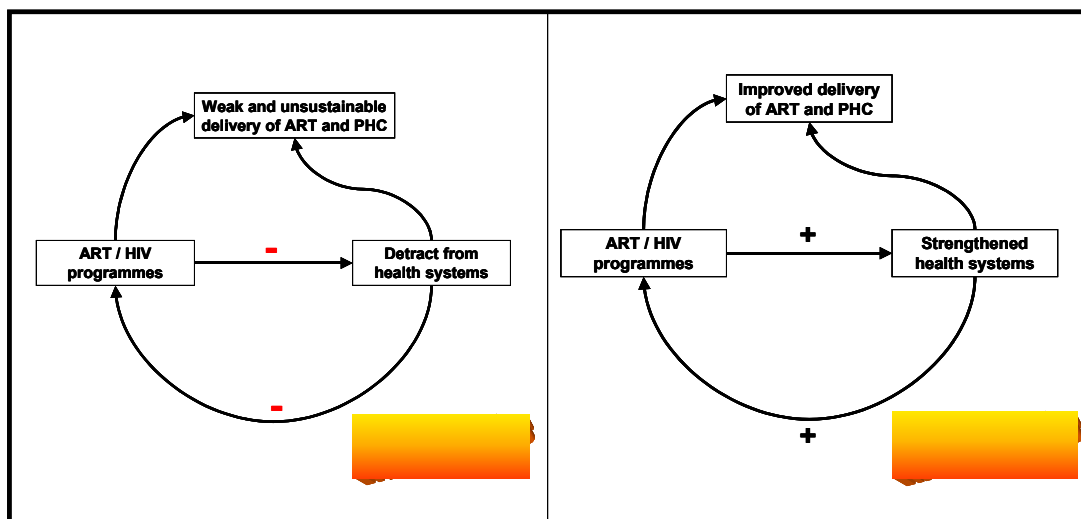 Weak and unsustainable
delivery of ART and PHC
ART / HIV
programmes
-
Detract from
health systems
-
Improved delivery
of ART and PHC
ART / HIV
programmes
+
Strengthened
health systems
+